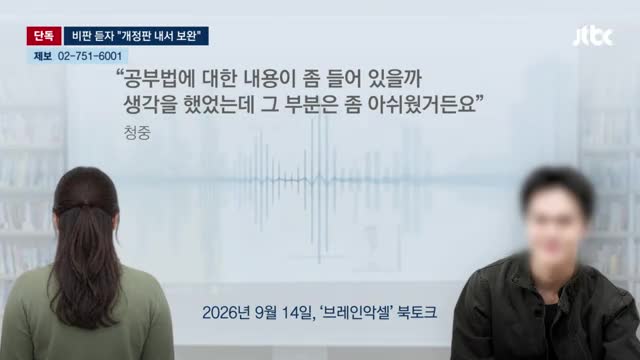 단독 비판 듣자 "개정판 내서 보완"
제보 02-751-6001
jtbc
“공부법에 대한 내용이 좀 들어 있을까
생각을 했었는데 그 부분은 좀 아쉬웠거든요”
청중
2026년 9월 14일, ‘브레인악셀’ 북토크